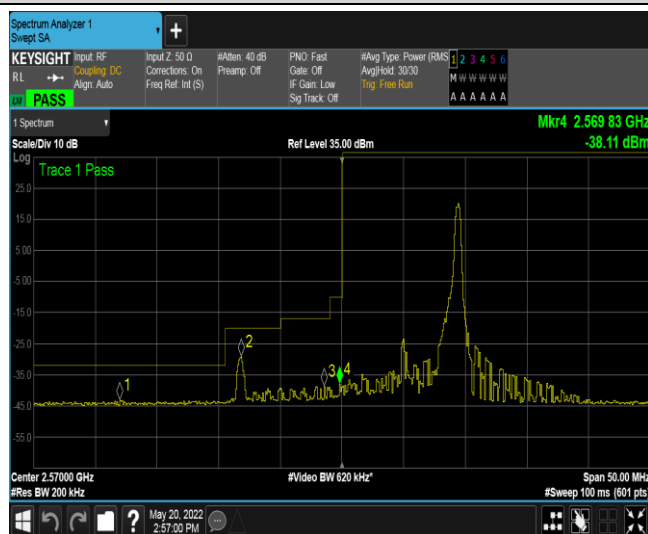 Spectrum Analyzer 1
Swept SA
+
KEYSIGHT
RL
PASS
Input: RF
Coupling: DC
Align: Auto
Input Z: 50 Ω
Corrections: On
Freq Ref: Int (S)
#Atten: 40 dB
Preamp: Off
PNO: Fast
Gate: Off
IF Gain: Low
Sig Track: Off
#Avg Type: Power (RMS
Avg|Hold: 30/30
Trig: Free Run
1 2 3 4 5 6
M W W W W W
A A A A A A
1 Spectrum
Mkr4 2.569 83 GHz
-38.11 dBm
Scale/Div 10 dB
Ref Level 35.00 dBm
Log
Trace 1 Pass
25.0
15.0
5.00
-5.0
-15.0
-25.0
-35.0
-45.0
-55.0
1
2
3
4
Center 2.57000 GHz
#Video BW 620 kHz*
Span 50.00 MHz
#Res BW 200 kHz
#Sweep 100 ms (601 pts)
?
May 20, 2022
2:57:00 PM